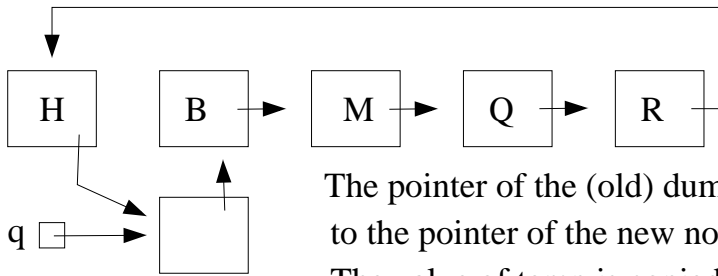 H B M Q R
The pointer of the (old) dum
q
to the pointer of the new no